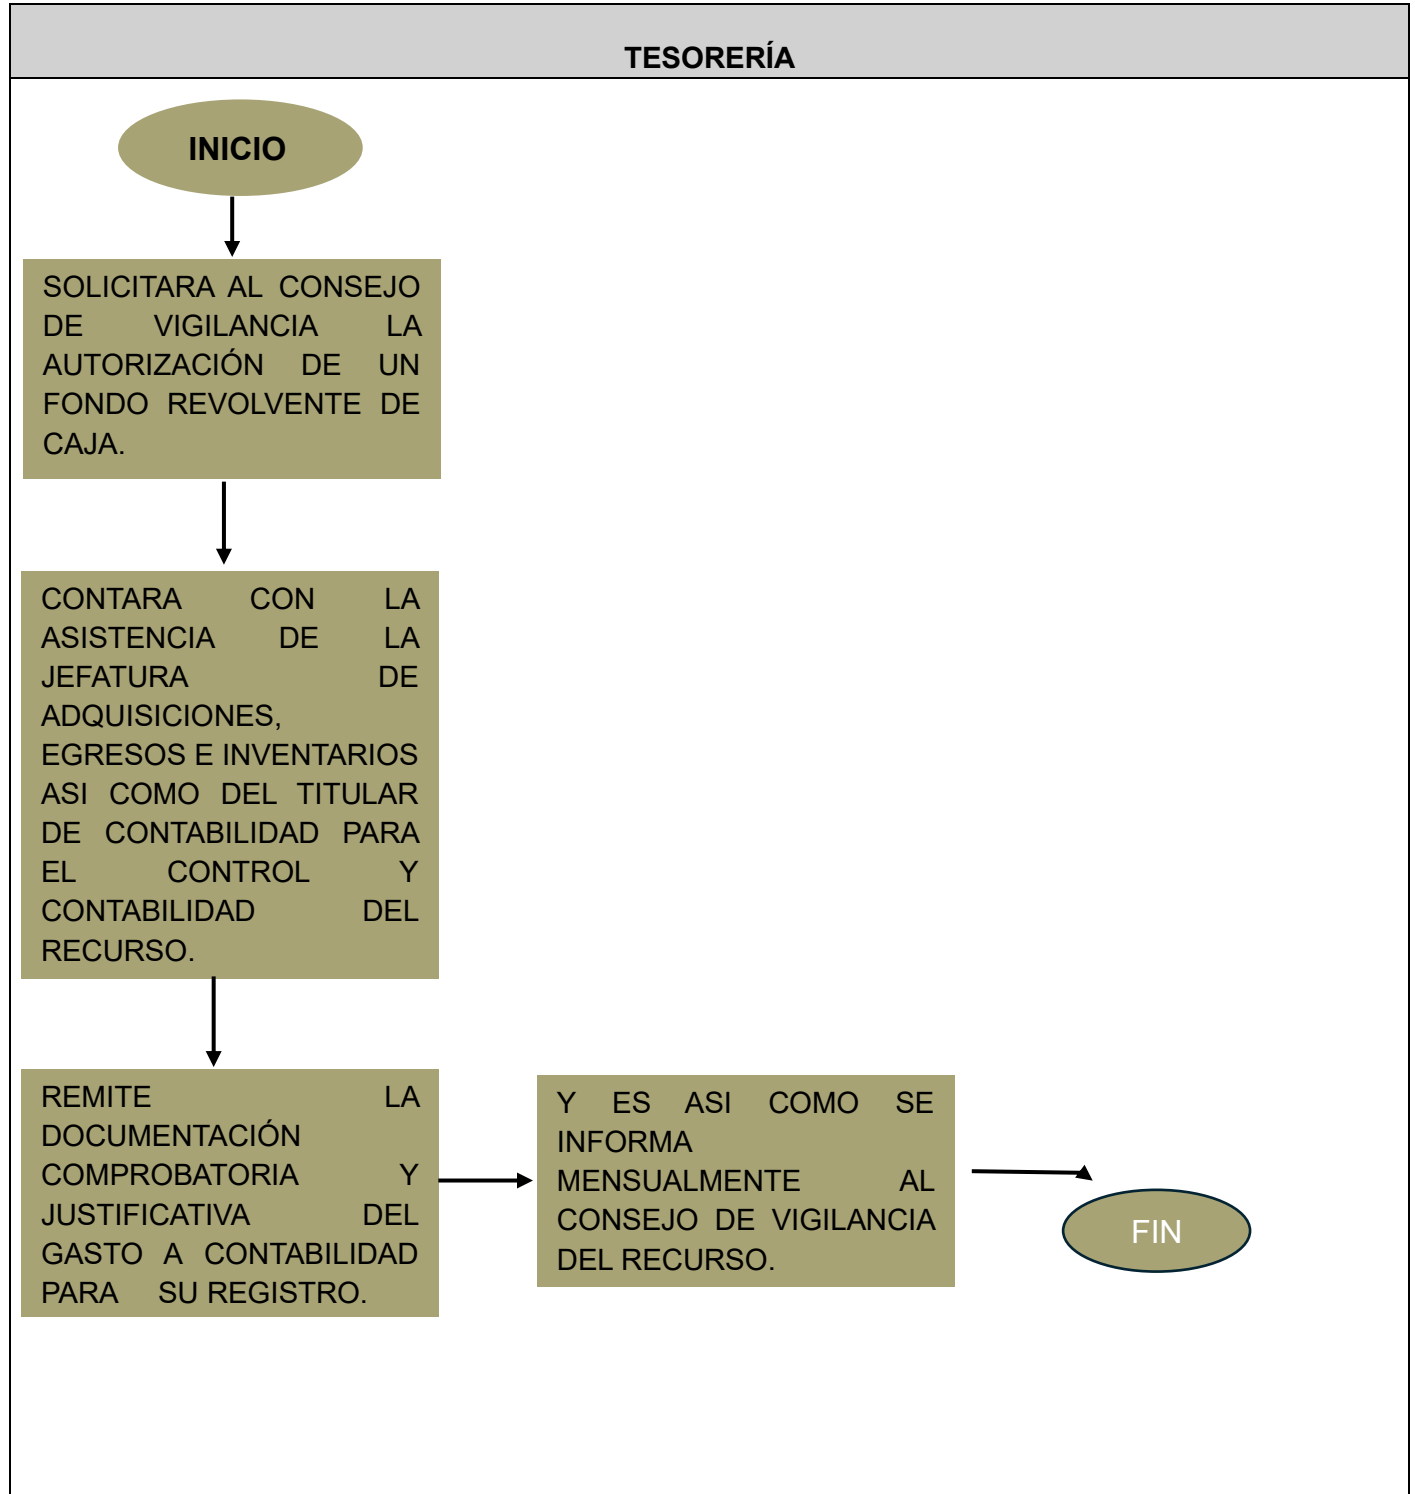 TESORERÍA
INICIO
SOLICITARA AL CONSEJO
DE VIGILANCIA LA
AUTORIZACIÓN DE UN
FONDO REVOLVENTE DE
CAJA.
CONTARA CON LA
ASISTENCIA DE LA
JEFATURA DE
ADQUISICIONES,
EGRESOS E INVENTARIOS
ASI COMO DEL TITULAR
DE CONTABILIDAD PARA
EL CONTROL Y
CONTABILIDAD DEL
RECURSO.
REMITE LA
DOCUMENTACIÓN
COMPROBATORIA Y
JUSTIFICATIVA DEL
GASTO A CONTABILIDAD
PARA SU REGISTRO.
Y ES ASI COMO SE
INFORMA
MENSUALMENTE AL
CONSEJO DE VIGILANCIA
DEL RECURSO.
FIN